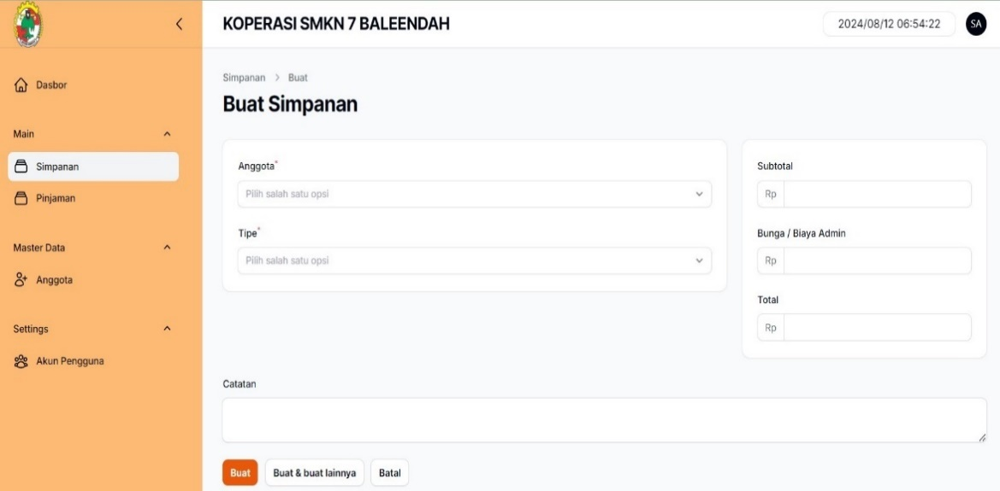 KOPERASI SMKN 7 BALEENDAH
2024/08/12 06:54:22
SA
Dasbor
Main
Simpanan
Pinjaman
Master Data
Anggota
Settings
Akun Pengguna
Simpanan > Buat
Buat Simpanan
Anggota*
Pilih salah satu opsi
Tipe*
Pilih salah satu opsi
Subtotal
Rp
Bunga / Biaya Admin
Rp
Total
Rp
Catatan
Buat
Buat & buat lainnya
Batal